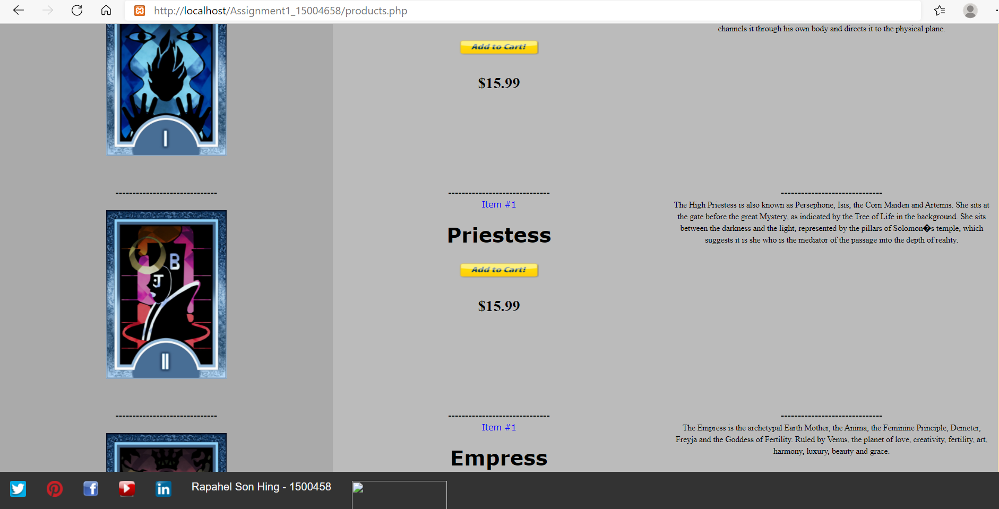 http://localhost/Assignment1_15004658/products.php
channels it through his own body and directs it to the physical plane.
Add to Cart!
$15.99
I
------------------------------
------------------------------
------------------------------
Item #1
The High Priestess is also known as Persephone, Isis, the Corn Maiden and Artemis. She sits at
the gate before the great Mystery, as indicated by the Tree of Life in the background. She sits
between the darkness and the light, represented by the pillars of Solomon�s temple, which
suggests it is she who is the mediator of the passage into the depth of reality.
Priestess
Add to Cart!
$15.99
B
J
II
------------------------------
------------------------------
------------------------------
Item #1
The Empress is the archetypal Earth Mother, the Anima, the Feminine Principle, Demeter,
Freyja and the Goddess of Fertility. Ruled by Venus, the planet of love, creativity, fertility, art,
harmony, luxury, beauty and grace.
Empress
Rapahel Son Hing - 1500458